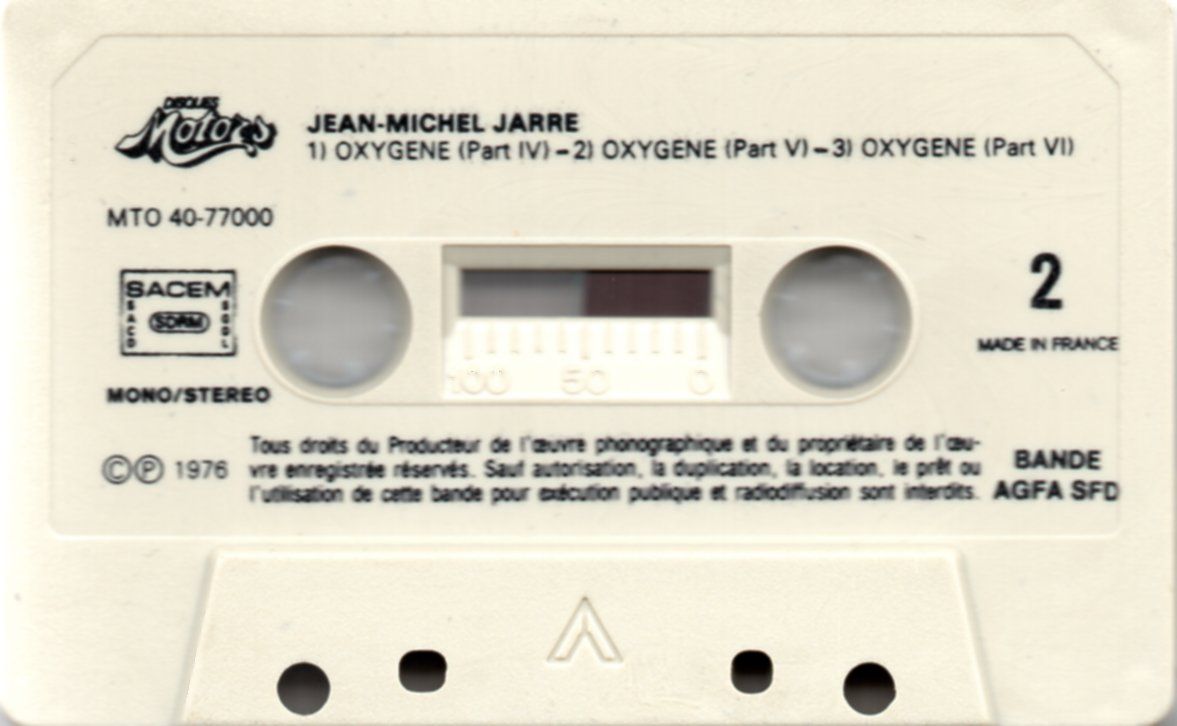 DISQUES
Motors
JEAN-MICHEL JARRE
1) OXYGENE (Part IV) – 2) OXYGENE (Part V) – 3) OXYGENE (Part VI)
MTO 40-77000
SACEM
SACD
SDRM
SGDL
2
MADE IN FRANCE
100 50 0
MONO/STEREO
©℗ 1976
Tous droits du Producteur de l'œuvre phonographique et du propriétaire de l'œu-
vre enregistrée réservés. Sauf autorisation, la duplication, la location, le prêt ou
l'utilisation de cette bande pour exécution publique et radiodiffusion sont interdits.
BANDE
AGFA SFD